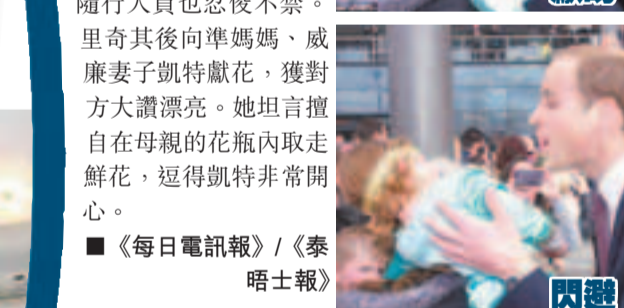 隨行人員也忍俊不禁。
里奇其後向準媽媽、威
廉妻子凱特獻花，獲對
方大讚漂亮。她坦言擅
自在母親的花瓶內取走
鮮花，逗得凱特非常開
心。
■《每日電訊報》/《泰
晤士報》
閃避